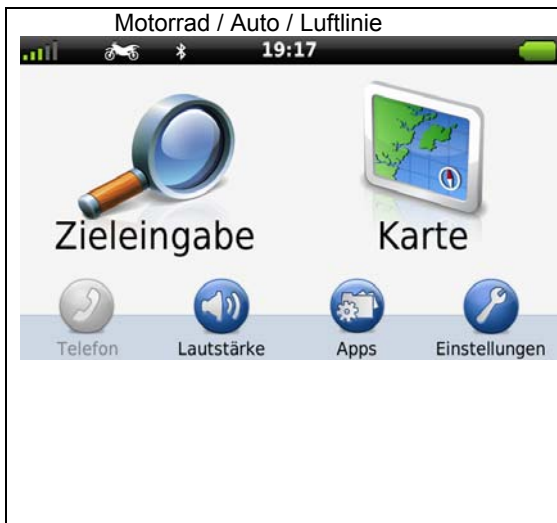 Motorrad / Auto / Luftlinie
19:17
Zieleingabe Karte
Telefon Lautstärke Apps Einstellungen